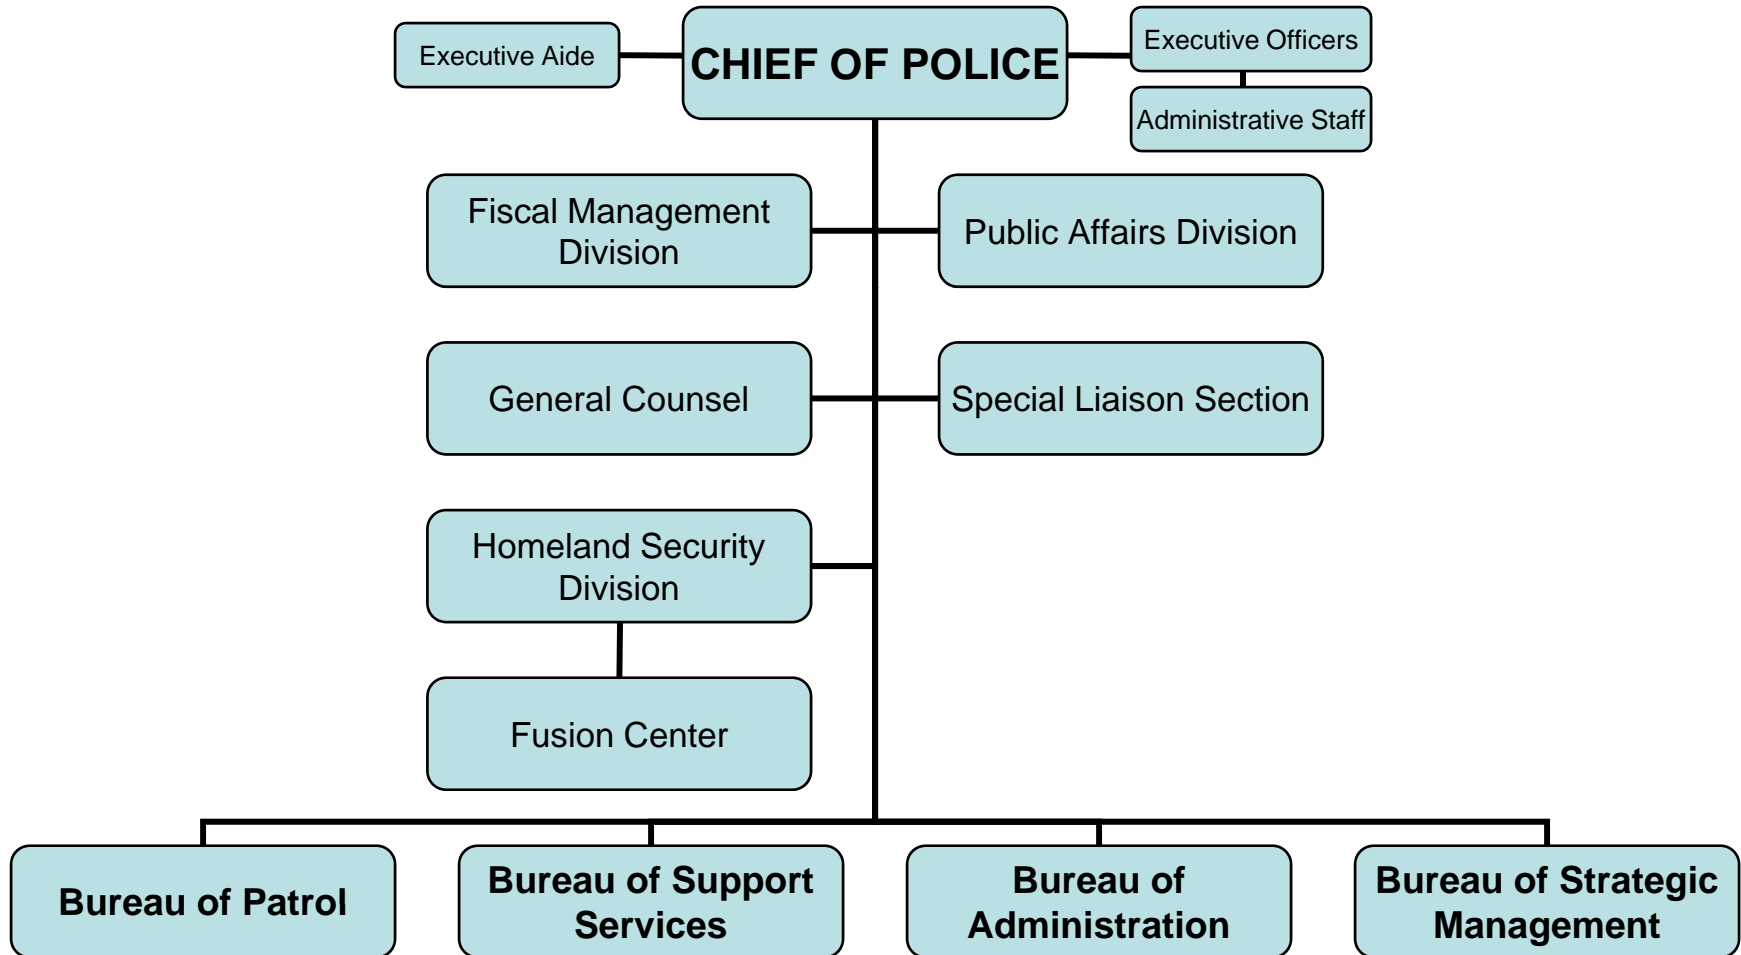 Executive Aide
CHIEF OF POLICE
Executive Officers
Administrative Staff
Fiscal Management
Division
Public Affairs Division
General Counsel
Special Liaison Section
Homeland Security
Division
Fusion Center
Bureau of Patrol
Bureau of Support
Services
Bureau of
Administration
Bureau of Strategic
Management